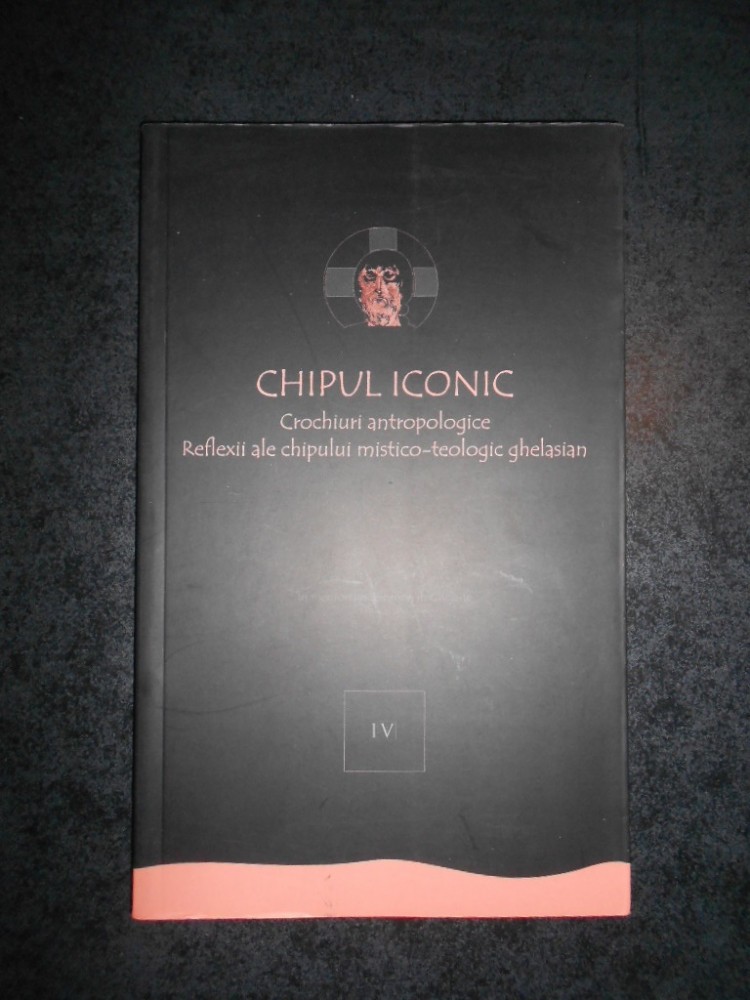 CHIPUL ICONIC
Crochiuri antropologice
Reflexii ale chipului mistico-teologic ghelasian
IV